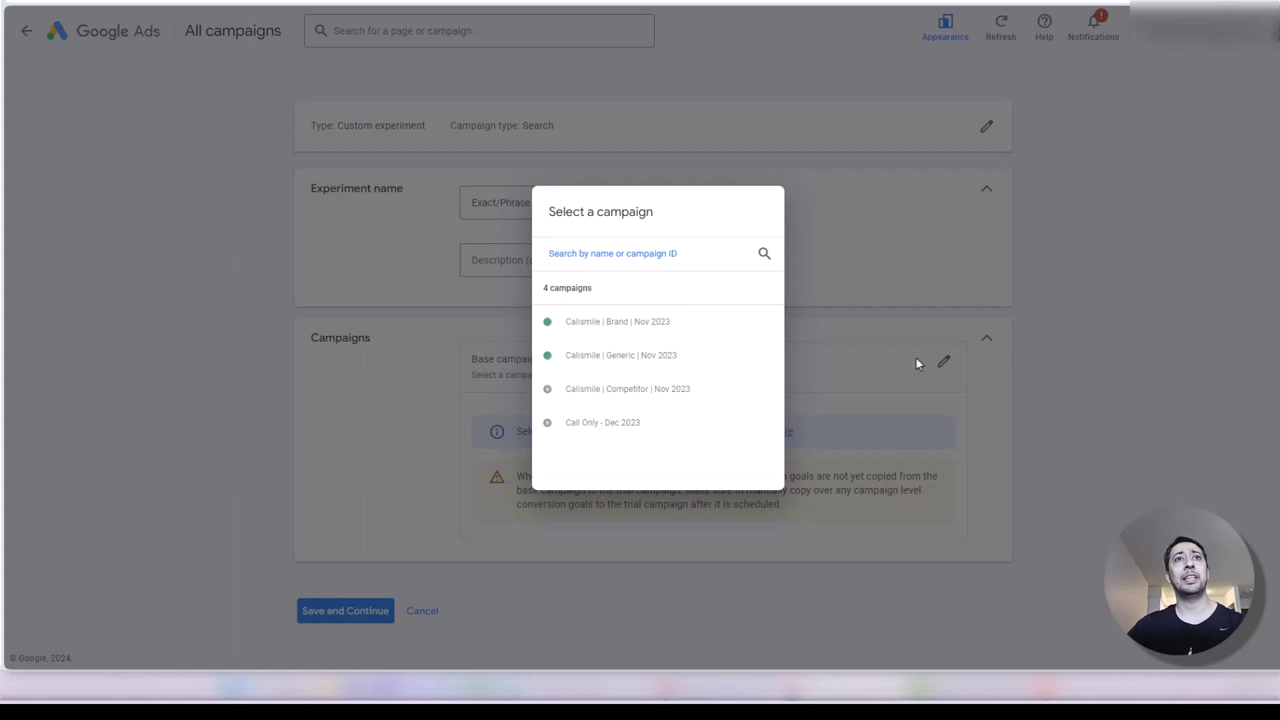 Google Ads
All campaigns
Search for a page or campaign
Appearance
Refresh
Help
Notifications
Type: Custom experiment
Campaign type: Search
Experiment name
Exact/Phrase
Description
Select a campaign
Search by name or campaign ID
4 campaigns
Calismile | Brand | Nov 2023
Calismile | Generic | Nov 2023
Calismile | Competitor | Nov 2023
Call Only - Dec 2023
Campaigns
Base
goals are not yet copied from the
base campaign to the trial campaign. Make sure to manually copy over any campaign level
conversion goals to the trial campaign after it is scheduled.
Save and Continue
Cancel
© Google, 2024.